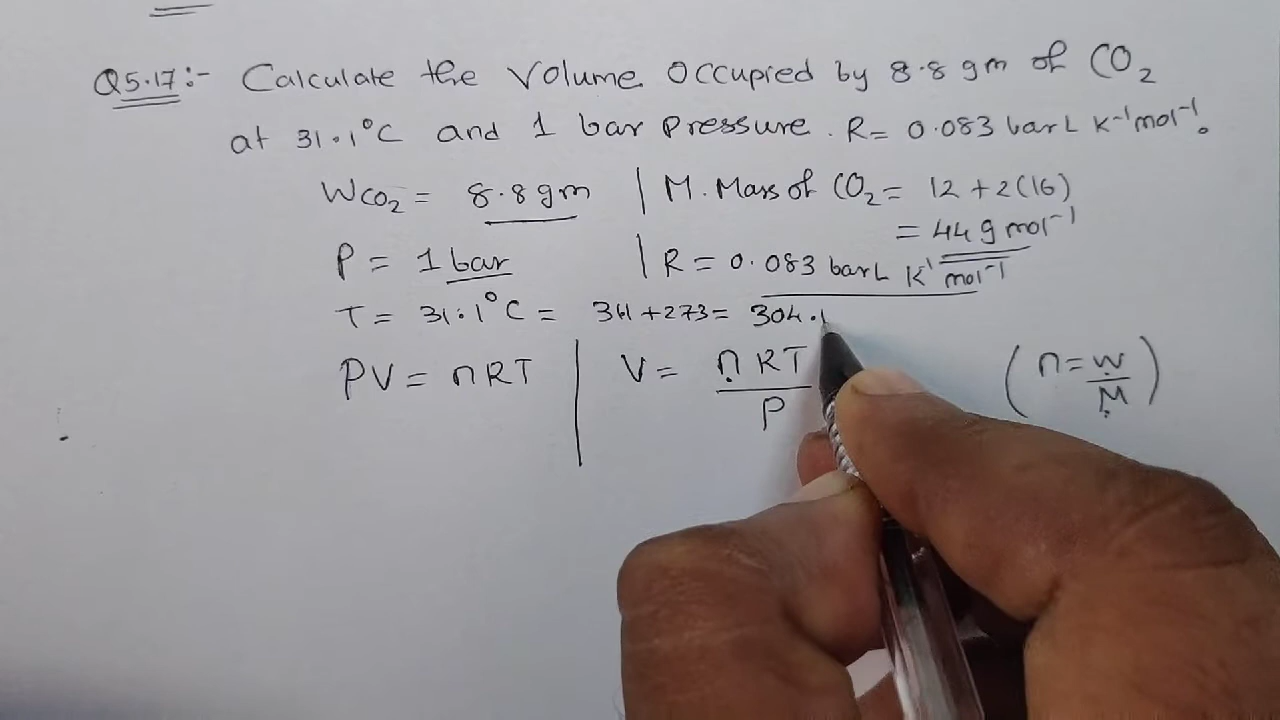 Q5.17:- Calculate the Volume Occupied by 8.8 gm of CO₂
at 31.1°C and 1 bar pressure. R= 0.083 bar L K⁻¹ mol⁻¹.
W CO₂ = 8.8 gm | M. Mass of CO₂ = 12 + 2(16)
= 44 g mol⁻¹
P = 1 bar | R = 0.083 bar L K⁻¹ mol⁻¹
T = 31.1°C = 31.1 + 273 = 304.1
PV = nRT | V = nRT/P (n = w/M)